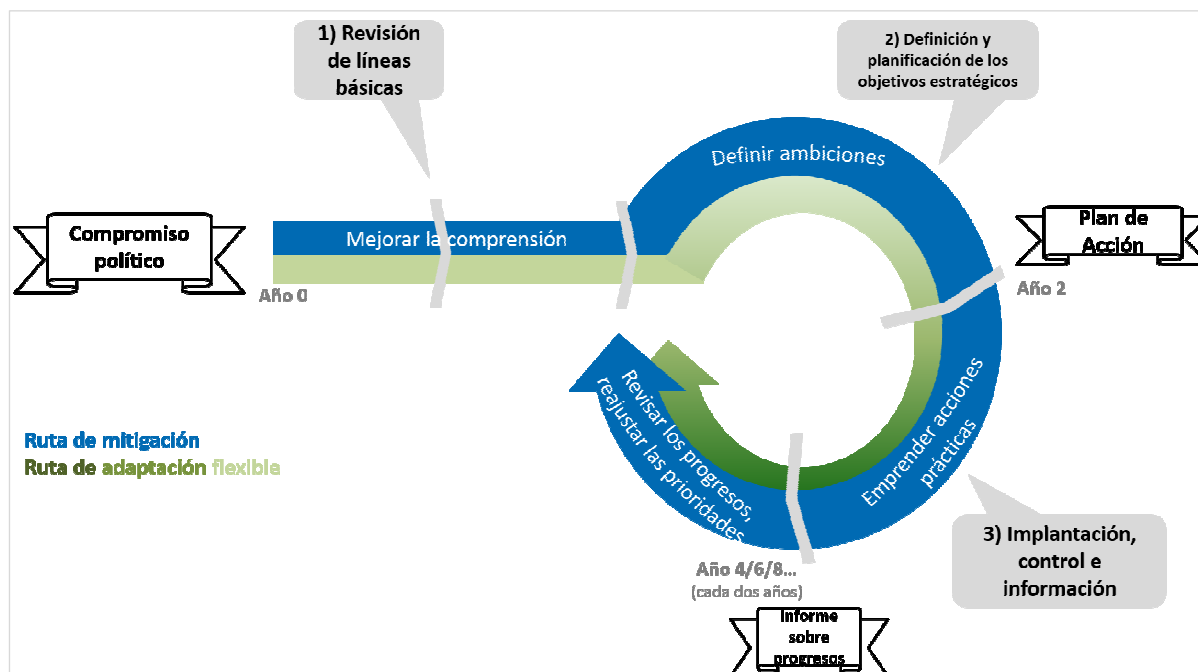 1) Revisión
de líneas
básicas
2) Definición y
planificación de los
objetivos estratégicos
Definir ambiciones
Compromiso
político
Mejorar la comprensión
Plan de
Acción
Año 0
Año 2
Revisar los progresos,
reajustar las prioridades
Emprender acciones
prácticas
Ruta de mitigación
Ruta de adaptación flexible
3) Implantación,
control e
información
Año 4/6/8...
(cada dos años)
Informe
sobre
progresos